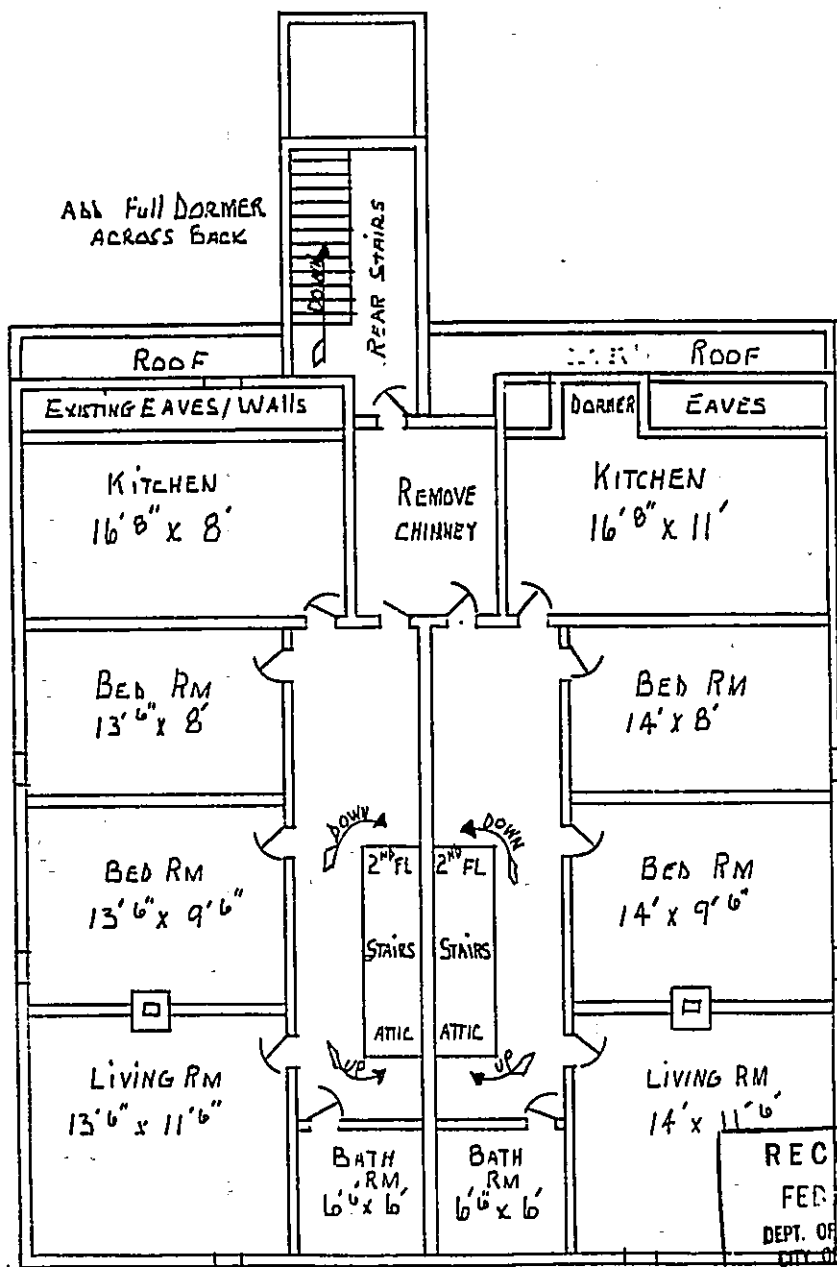 ADD Full DORMER
ACROSS BACK
DOWN
REAR STAIRS
ROOF
ROOF
EXISTING EAVES/WALLS
DORMER
EAVES
KITCHEN
16' 8" x 8'
REMOVE
CHIMNEY
KITCHEN
16' 8" x 11'
BED RM
13' 6" x 8'
BED RM
14' x 8'
DOWN
DOWN
2ND FL
2ND FL
BED RM
13' 6" x 9' 6"
BED RM
14' x 9' 6"
STAIRS
STAIRS
ATTIC
ATTIC
UP
UP
LIVING RM
13' 6" x 11' 6"
LIVING RM
14' x 11' 6"
BATH
RM
6' 6" x 6'
BATH
RM
6' 6" x 6'
REC
FED
DEPT. OF
CITY O